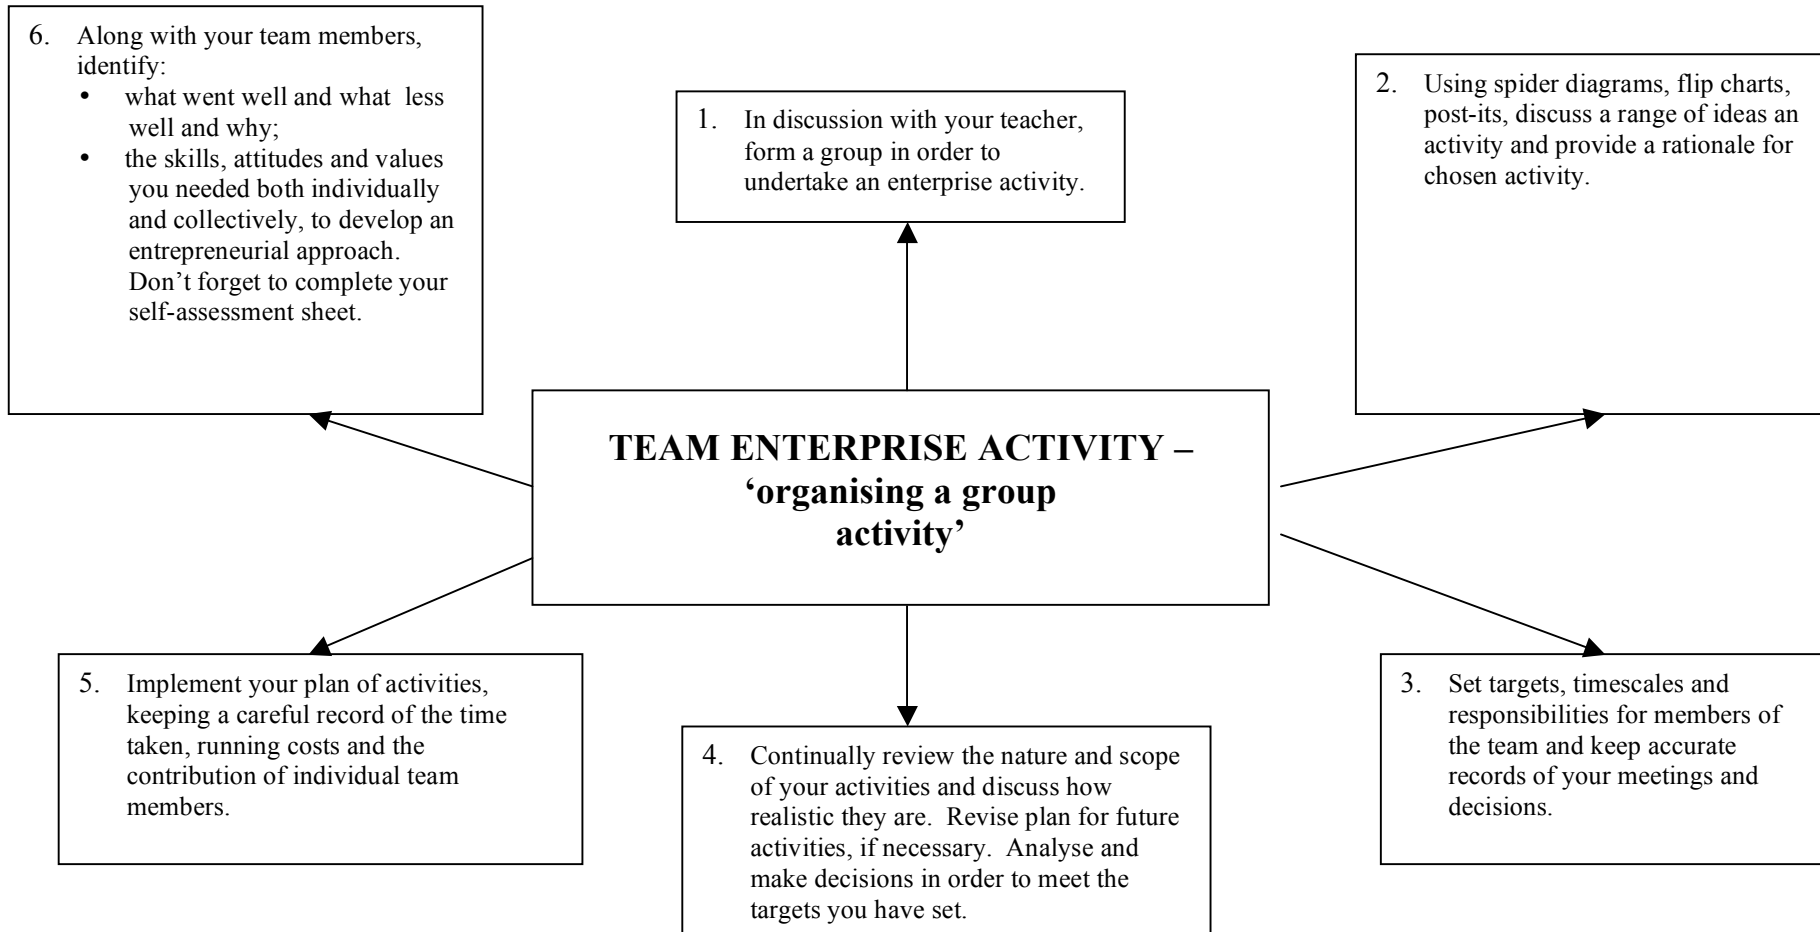 TEAM ENTERPRISE ACTIVITY –
‘organising a group
activity’
1. In discussion with your teacher,
form a group in order to
undertake an enterprise activity.
2. Using spider diagrams, flip charts,
post-its, discuss a range of ideas an
activity and provide a rationale for
chosen activity.
3. Set targets, timescales and
responsibilities for members of
the team and keep accurate
records of your meetings and
decisions.
4. Continually review the nature and scope
of your activities and discuss how
realistic they are. Revise plan for future
activities, if necessary. Analyse and
make decisions in order to meet the
targets you have set.
5. Implement your plan of activities,
keeping a careful record of the time
taken, running costs and the
contribution of individual team
members.
6. Along with your team members,
identify:
• what went well and what less
well and why;
• the skills, attitudes and values
you needed both individually
and collectively, to develop an
entrepreneurial approach.
Don’t forget to complete your
self-assessment sheet.